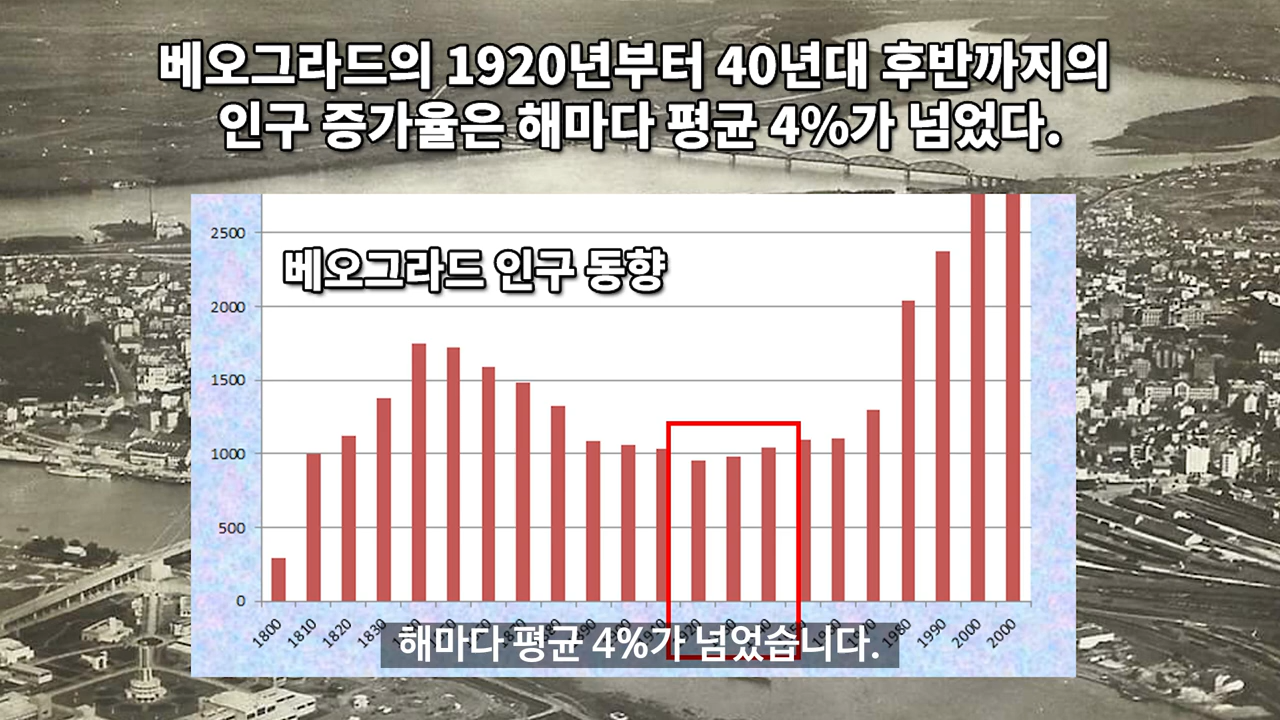 베오그라드의 1920년부터 40년대 후반까지의
인구 증가율은 해마다 평균 4%가 넘었다.
베오그라드 인구 동향
2500
2000
1500
1000
500
0
1800 1810 1820 1830 1980 1990 2000 2000
해마다 평균 4%가 넘었습니다.